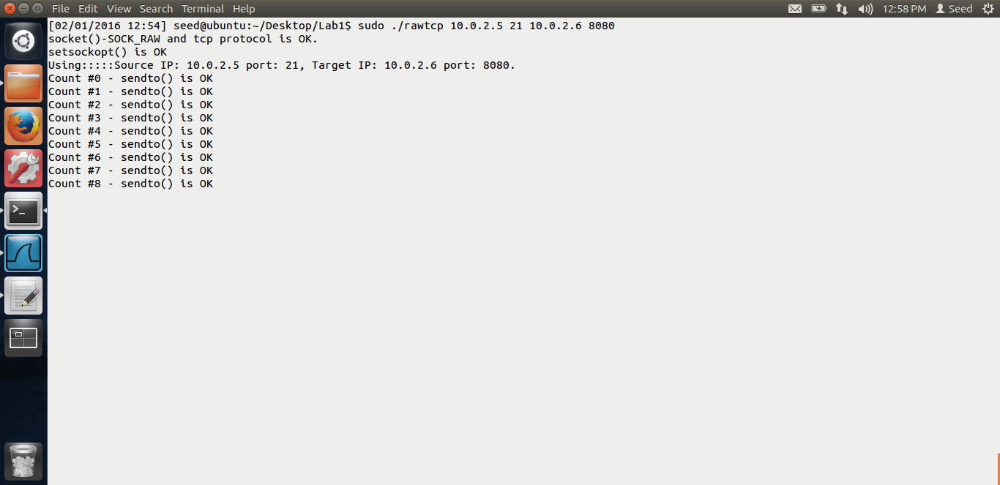 File Edit View Search Terminal Help 12:58 PM Seed
[02/01/2016 12:54] seed@ubuntu:~/Desktop/Lab1$ sudo ./rawtcp 10.0.2.5 21 10.0.2.6 8080
socket()-SOCK_RAW and tcp protocol is OK.
setsockopt() is OK
Using:::::Source IP: 10.0.2.5 port: 21, Target IP: 10.0.2.6 port: 8080.
Count #0 - sendto() is OK
Count #1 - sendto() is OK
Count #2 - sendto() is OK
Count #3 - sendto() is OK
Count #4 - sendto() is OK
Count #5 - sendto() is OK
Count #6 - sendto() is OK
Count #7 - sendto() is OK
Count #8 - sendto() is OK